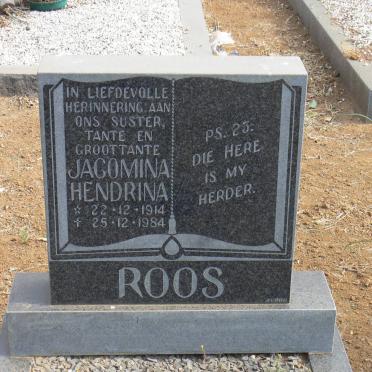 IN LIEFDEVOLLE
HERINNERING AAN
ONS SUSTER,
TANTE EN
GROOTTANTE
JACOMINA
HENDRINA
* 22-12-1914
† 25-12-1984
PS. 23:
DIE HERE
IS MY
HERDER.
ROOS